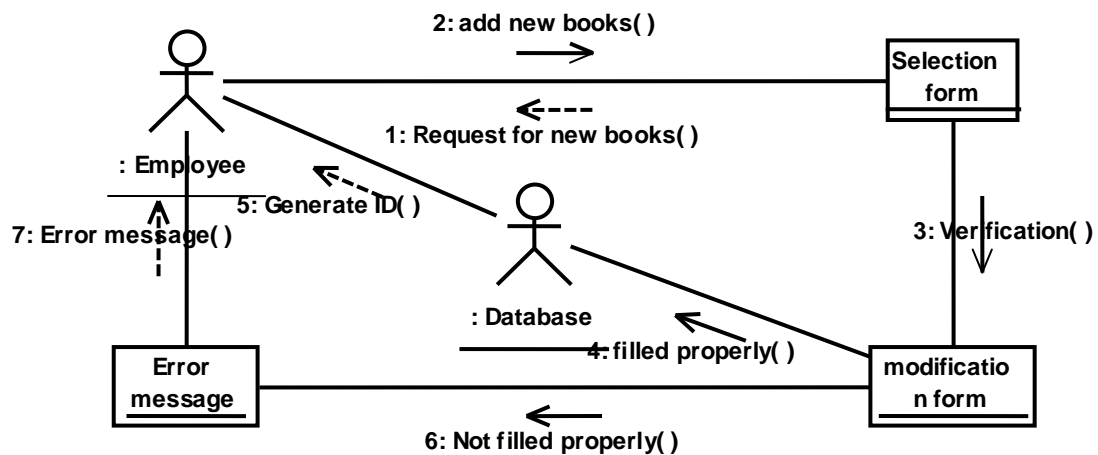 2: add new books( )
Selection
form
1: Request for new books( )
: Employee
5: Generate ID( )
7: Error message( )
3: Verification( )
: Database
4: filled properly( )
Error
message
modificatio
n form
6: Not filled properly( )